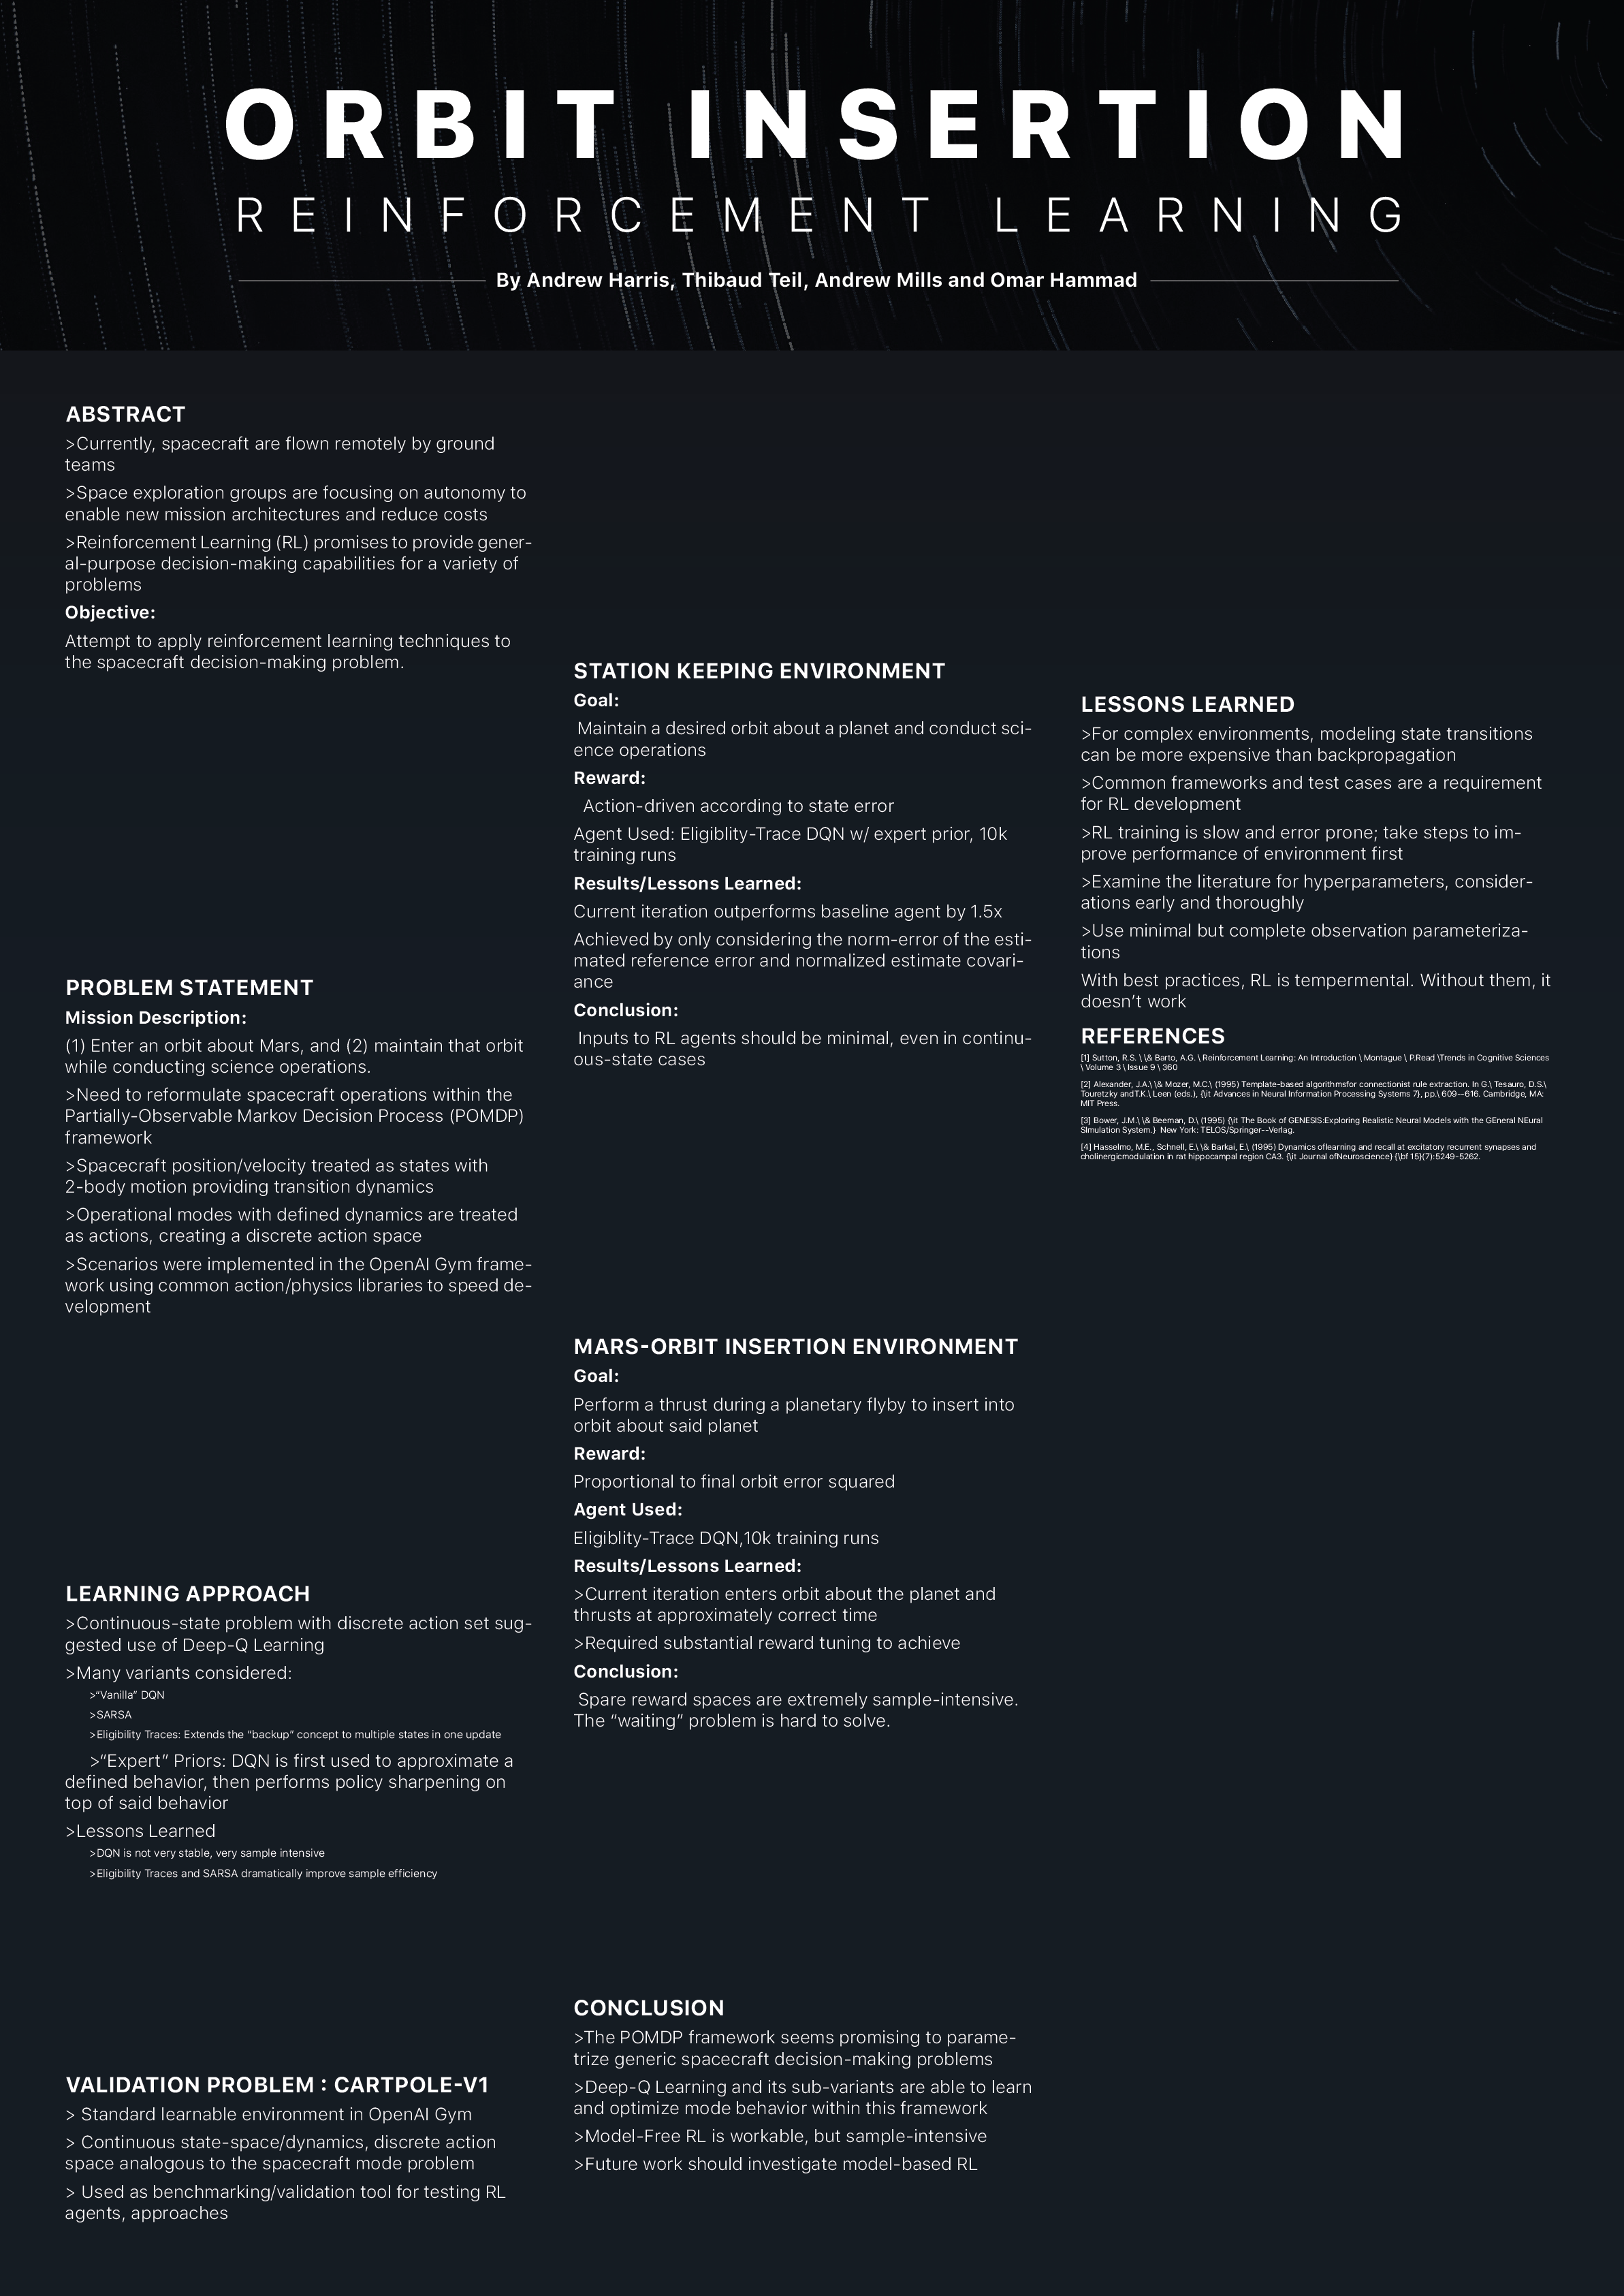 ORBIT INSERTION
REINFORCEMENT LEARNING
By Andrew Harris, Thibaud Teil, Andrew Mills and Omar Hammad
ABSTRACT
>Currently, spacecraft are flown remotely by ground
teams
>Space exploration groups are focusing on autonomy to
enable new mission architectures and reduce costs
>Reinforcement Learning (RL) promises to provide gener-
al-purpose decision-making capabilities for a variety of
problems
Objective:
Attempt to apply reinforcement learning techniques to
the spacecraft decision-making problem.
PROBLEM STATEMENT
Mission Description:
(1) Enter an orbit about Mars, and (2) maintain that orbit
while conducting science operations.
>Need to reformulate spacecraft operations within the
Partially-Observable Markov Decision Process (POMDP)
framework
>Spacecraft position/velocity treated as states with
2-body motion providing transition dynamics
>Operational modes with defined dynamics are treated
as actions, creating a discrete action space
>Scenarios were implemented in the OpenAI Gym frame-
work using common action/physics libraries to speed de-
velopment
LEARNING APPROACH
>Continuous-state problem with discrete action set sug-
gested use of Deep-Q Learning
>Many variants considered:
>"Vanilla" DQN
>SARSA
>Eligibility Traces: Extends the "backup" concept to multiple states in one update
>"Expert" Priors: DQN is first used to approximate a
defined behavior, then performs policy sharpening on
top of said behavior
>Lessons Learned
>DQN is not very stable, very sample intensive
>Eligibility Traces and SARSA dramatically improve sample efficiency
VALIDATION PROBLEM : CARTPOLE-V1
> Standard learnable environment in OpenAI Gym
> Continuous state-space/dynamics, discrete action
space analogous to the spacecraft mode problem
> Used as benchmarking/validation tool for testing RL
agents, approaches
STATION KEEPING ENVIRONMENT
Goal:
Maintain a desired orbit about a planet and conduct sci-
ence operations
Reward:
Action-driven according to state error
Agent Used: Eligiblity-Trace DQN w/ expert prior, 10k
training runs
Results/Lessons Learned:
Current iteration outperforms baseline agent by 1.5x
Achieved by only considering the norm-error of the esti-
mated reference error and normalized estimate covari-
ance
Conclusion:
Inputs to RL agents should be minimal, even in continu-
ous-state cases
MARS-ORBIT INSERTION ENVIRONMENT
Goal:
Perform a thrust during a planetary flyby to insert into
orbit about said planet
Reward:
Proportional to final orbit error squared
Agent Used:
Eligiblity-Trace DQN,10k training runs
Results/Lessons Learned:
>Current iteration enters orbit about the planet and
thrusts at approximately correct time
>Required substantial reward tuning to achieve
Conclusion:
Spare reward spaces are extremely sample-intensive.
The "waiting" problem is hard to solve.
CONCLUSION
>The POMDP framework seems promising to parame-
trize generic spacecraft decision-making problems
>Deep-Q Learning and its sub-variants are able to learn
and optimize mode behavior within this framework
>Model-Free RL is workable, but sample-intensive
>Future work should investigate model-based RL
LESSONS LEARNED
>For complex environments, modeling state transitions
can be more expensive than backpropagation
>Common frameworks and test cases are a requirement
for RL development
>RL training is slow and error prone; take steps to im-
prove performance of environment first
>Examine the literature for hyperparameters, consider-
ations early and thoroughly
>Use minimal but complete observation parameteriza-
tions
With best practices, RL is tempermental. Without them, it
doesn't work
REFERENCES
[1] Sutton, R.S. \ \& Barto, A.G. \ Reinforcement Learning: An Introduction \ Montague \ P.Read \Trends in Cognitive Sciences
\ Volume 3 \ Issue 9 \ 360
[2] Alexander, J.A.\ \& Mozer, M.C.\ (1995) Template-based algorithmsfor connectionist rule extraction. In G.\ Tesauro, D.S.\
Touretzky andT.K.\ Leen (eds.), {\it Advances in Neural Information Processing Systems 7}, pp.\ 609--616. Cambridge, MA:
MIT Press.
[3] Bower, J.M.\ \& Beeman, D.\ (1995) {\it The Book of GENESIS:Exploring Realistic Neural Models with the GEneral NEural
SImulation System.} New York: TELOS/Springer--Verlag.
[4] Hasselmo, M.E., Schnell, E.\ \& Barkai, E.\ (1995) Dynamics oflearning and recall at excitatory recurrent synapses and
cholinergicmodulation in rat hippocampal region CA3. {\it Journal ofNeuroscience} {\bf 15}(7):5249-5262.